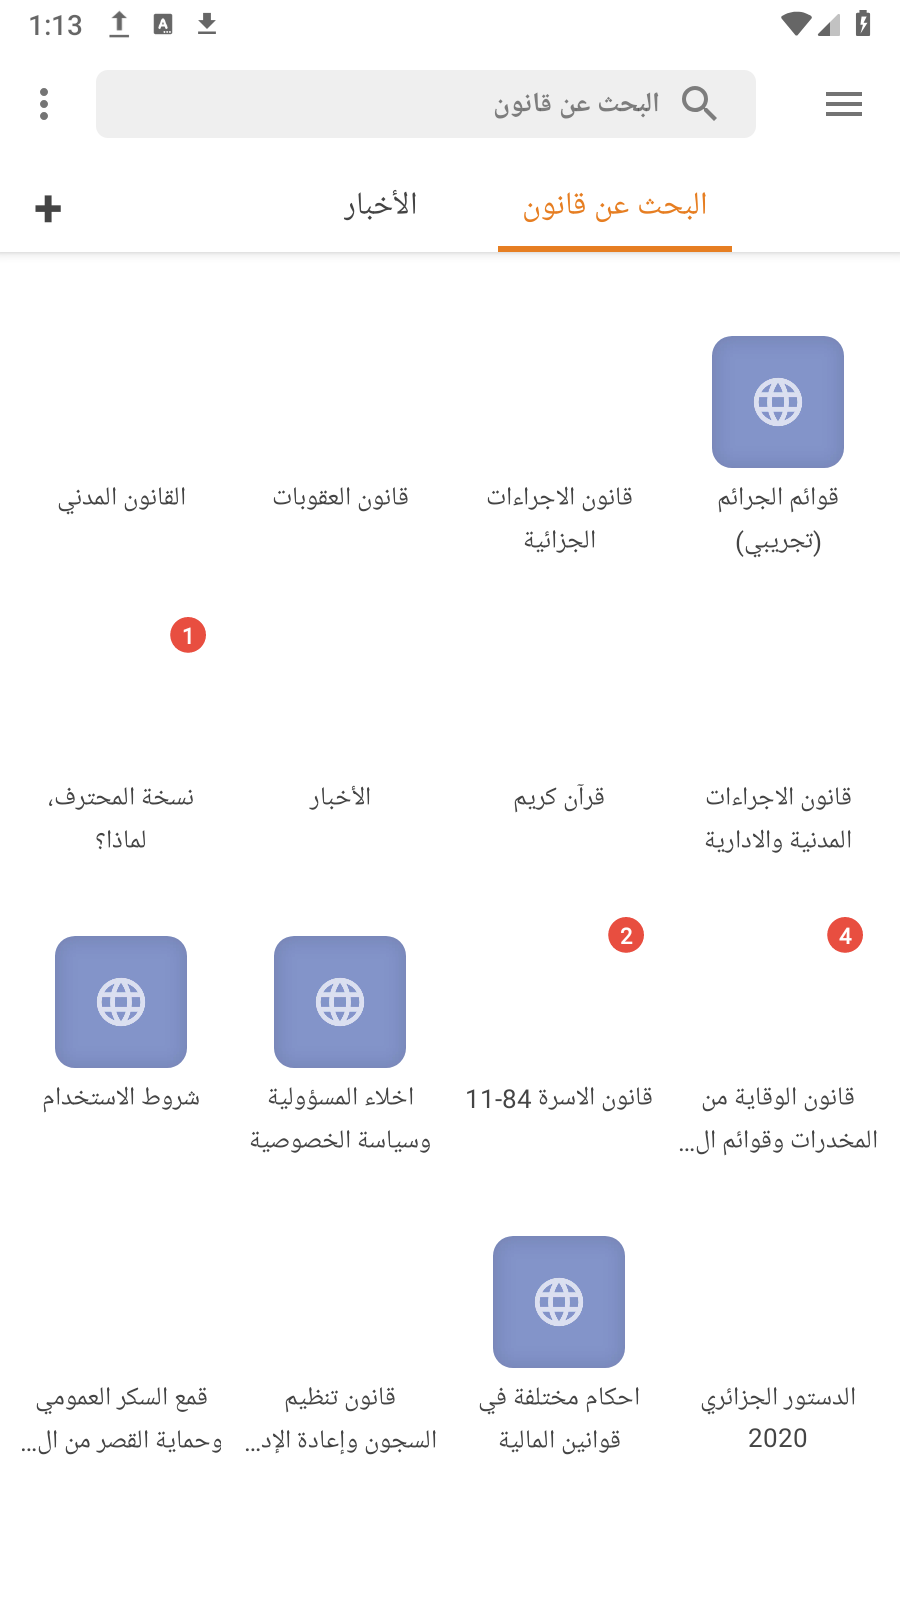 1:13
البحث عن قانون
البحث عن قانون
الأخبار
قوائم الجرائم
(تجريبي)
قانون الاجراءات
الجزائية
قانون العقوبات
القانون المدني
1
قانون الاجراءات
المدنية والادارية
قرآن كريم
الأخبار
نسخة المحترف،
لماذا؟
4
2
قانون الوقاية من
المخدرات وقوائم ال...
قانون الاسرة 84-11
اخلاء المسؤولية
وسياسة الخصوصية
شروط الاستخدام
الدستور الجزائري
2020
احكام مختلفة في
قوانين المالية
قانون تنظيم
السجون وإعادة الإد...
قمع السكر العمومي
وحماية القصر من ال...